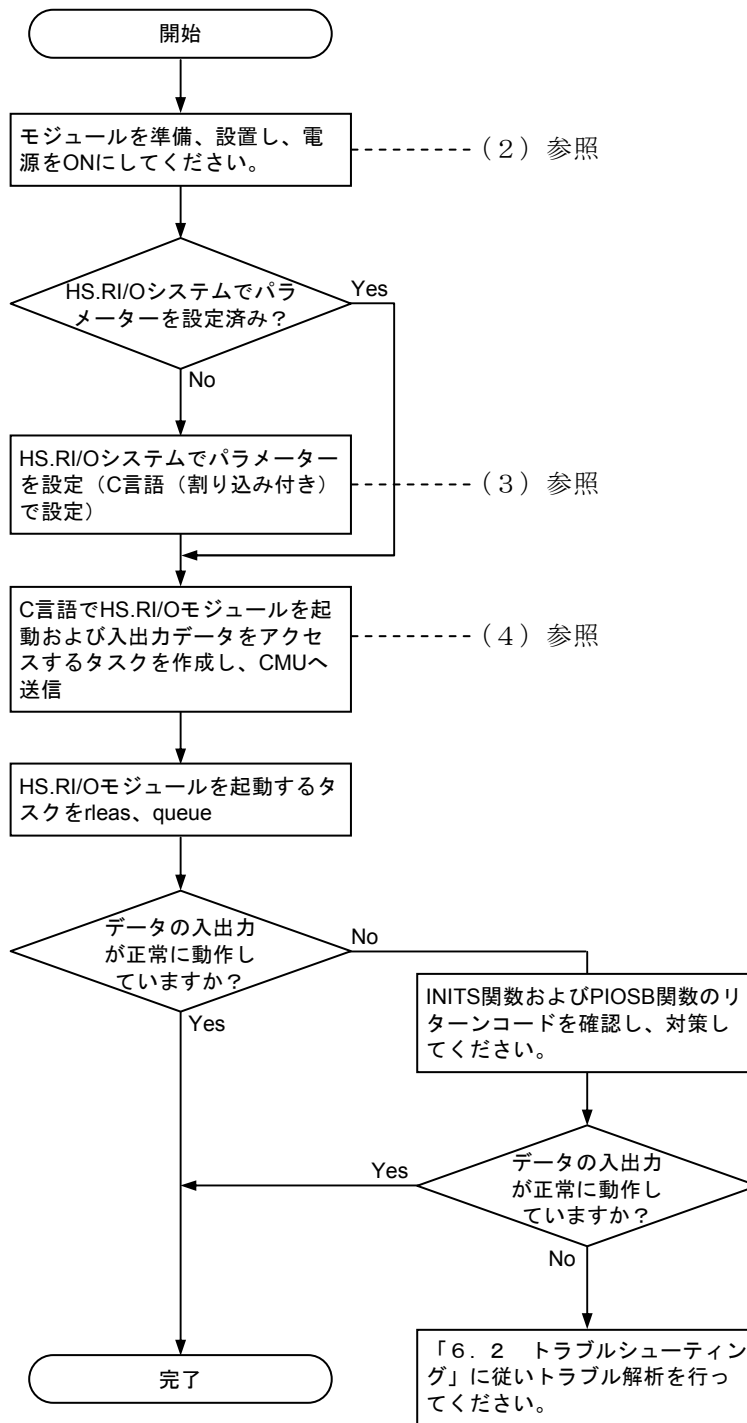 開始
モジュールを準備、設置し、電
源をONにしてください。
(2)参照
HS.RI/Oシステムでパラ
メーターを設定済み？
Yes
No
HS.RI/Oシステムでパラメーター
を設定（C言語（割り込み付き）
で設定）
(3)参照
C言語でHS.RI/Oモジュールを起
動および入出力データをアクセ
スするタスクを作成し、CMUへ
送信
(4)参照
HS.RI/Oモジュールを起動するタ
スクをrleas、queue
データの入出力
が正常に動作し
ていますか？
No
Yes
INITS関数およびPIOSB関数のリ
ターンコードを確認し、対策し
てください。
データの入出力
が正常に動作し
ていますか？
Yes
No
「６．２　トラブルシューティン
グ」に従いトラブル解析を行っ
てください。
完了